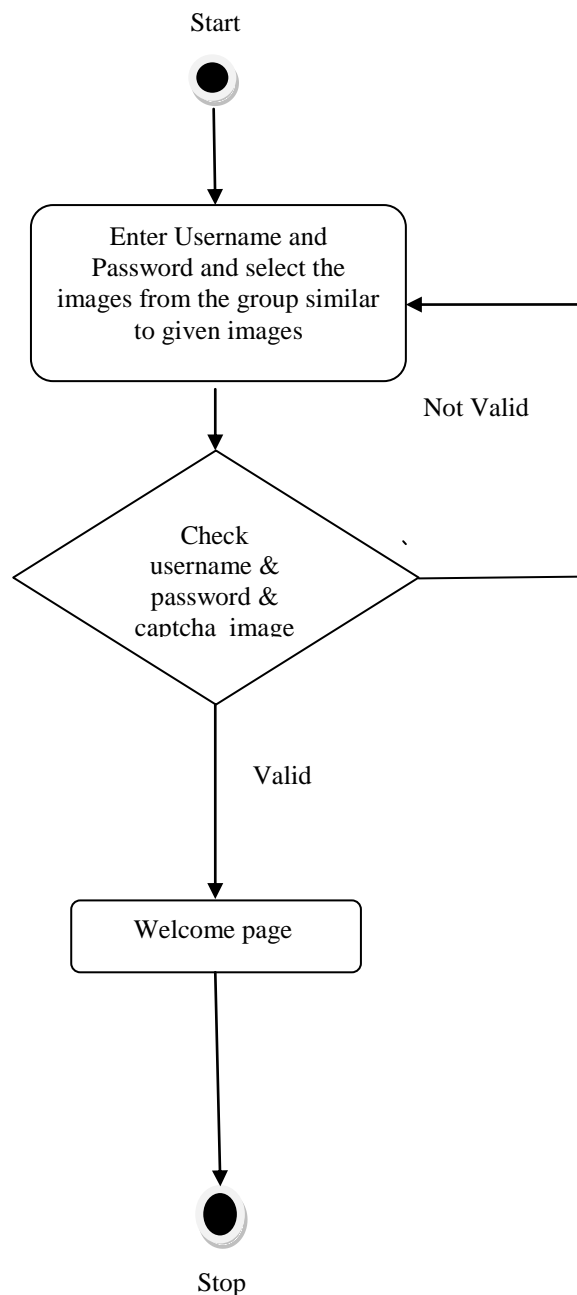 Start
Enter Username and
Password and select the
images from the group similar
to given images
Not Valid
Check
username &
password &
captcha image
`
Valid
Welcome page
Stop